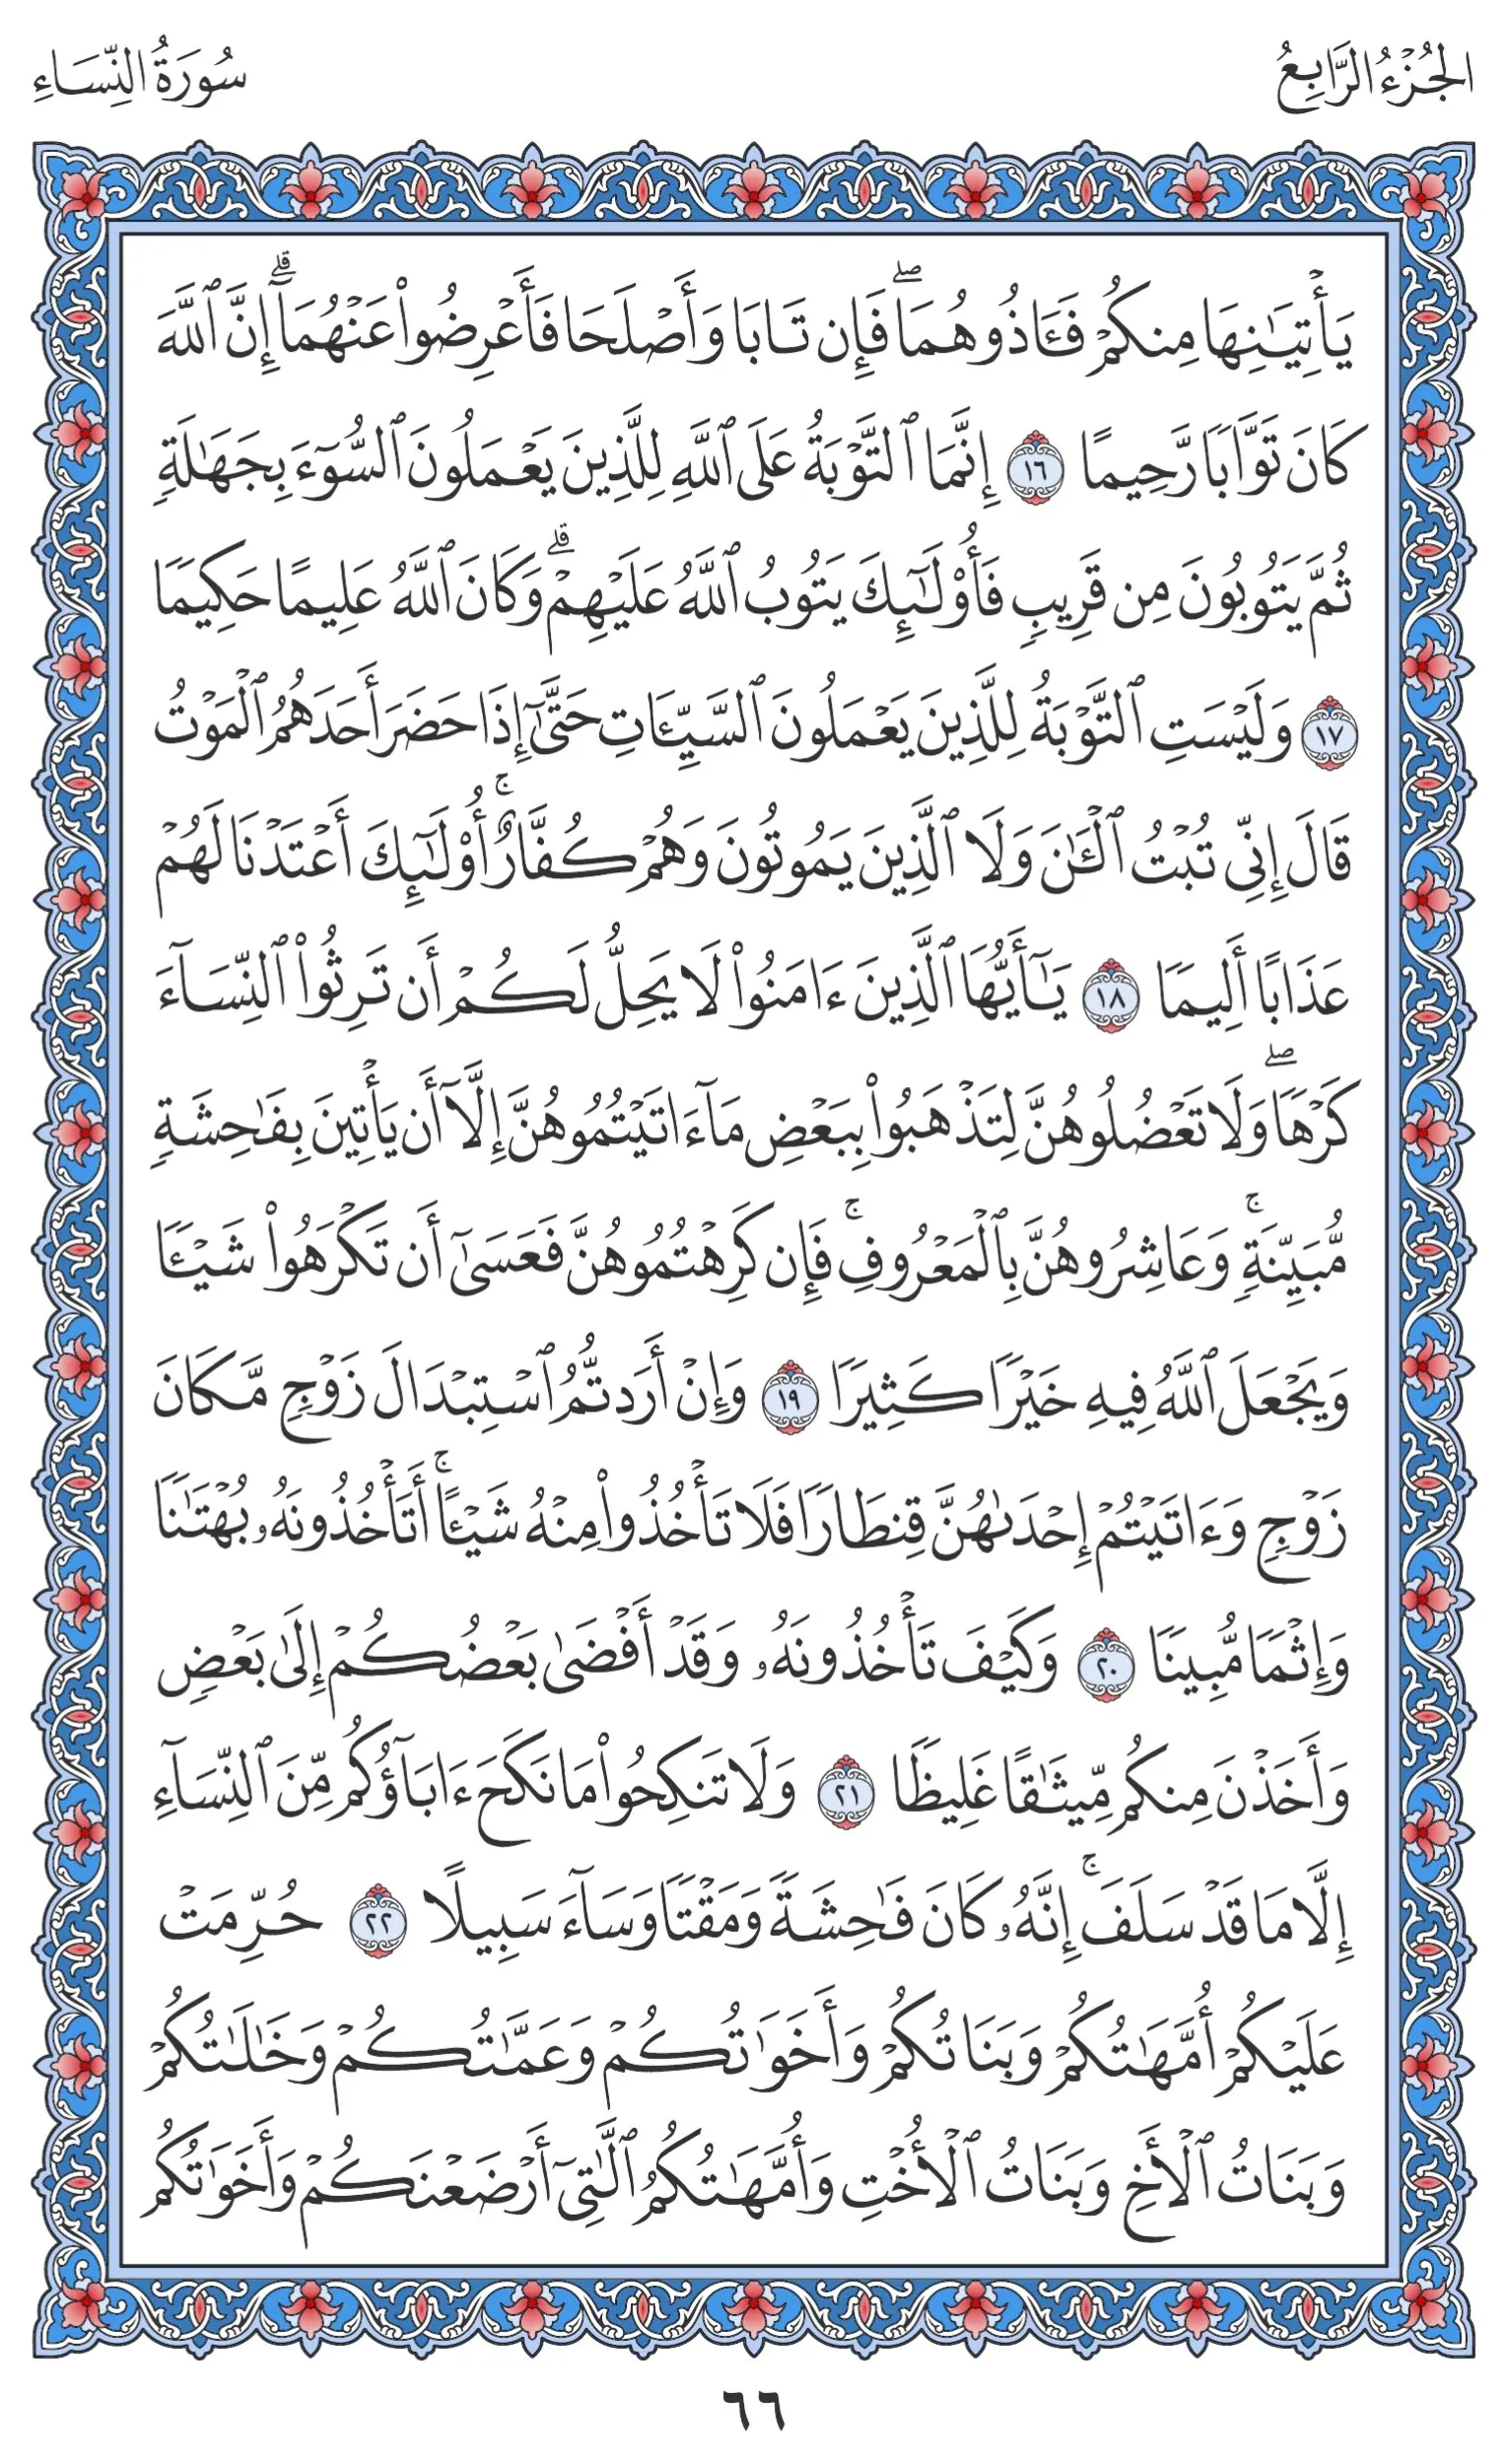 الجُزْءُ الرَّابِعُ
سُورَةُ النِّسَاءِ
يَأْتِيَٰنِهَا مِنكُمْ فَـَٔاذُوهُمَا ۖ فَإِن تَابَا وَأَصْلَحَا فَأَعْرِضُوا۟ عَنْهُمَآ ۗ إِنَّ ٱللَّهَ
كَانَ تَوَّابًا رَّحِيمًا ١٦ إِنَّمَا ٱلتَّوْبَةُ عَلَى ٱللَّهِ لِلَّذِينَ يَعْمَلُونَ ٱلسُّوٓءَ بِجَهَٰلَةٍ
ثُمَّ يَتُوبُونَ مِن قَرِيبٍ فَأُو۟لَٰٓئِكَ يَتُوبُ ٱللَّهُ عَلَيْهِمْ ۗ وَكَانَ ٱللَّهُ عَلِيمًا حَكِيمًا
١٧ وَلَيْسَتِ ٱلتَّوْبَةُ لِلَّذِينَ يَعْمَلُونَ ٱلسَّيِّـَٔاتِ حَتَّىٰٓ إِذَا حَضَرَ أَحَدَهُمُ ٱلْمَوْتُ
قَالَ إِنِّى تُبْتُ ٱلْـَٰٔنَ وَلَا ٱلَّذِينَ يَمُوتُونَ وَهُمْ كُفَّارٌ ۚ أُو۟لَٰٓئِكَ أَعْتَدْنَا لَهُمْ
عَذَابًا أَلِيمًا ١٨ يَٰٓأَيُّهَا ٱلَّذِينَ ءَامَنُوا۟ لَا يَحِلُّ لَكُمْ أَن تَرِثُوا۟ ٱلنِّسَآءَ
كَرْهًا ۖ وَلَا تَعْضُلُوهُنَّ لِتَذْهَبُوا۟ بِبَعْضِ مَآ ءَاتَيْتُمُوهُنَّ إِلَّآ أَن يَأْتِينَ بِفَٰحِشَةٍ
مُّبَيِّنَةٍ ۚ وَعَاشِرُوهُنَّ بِٱلْمَعْرُوفِ ۚ فَإِن كَرِهْتُمُوهُنَّ فَعَسَىٰٓ أَن تَكْرَهُوا۟ شَيْـًٔا
وَيَجْعَلَ ٱللَّهُ فِيهِ خَيْرًا كَثِيرًا ١٩ وَإِنْ أَرَدتُّمُ ٱسْتِبْدَالَ زَوْجٍ مَّكَانَ
زَوْجٍ وَءَاتَيْتُمْ إِحْدَىٰهُنَّ قِنطَارًا فَلَا تَأْخُذُوا۟ مِنْهُ شَيْـًٔا ۚ أَتَأْخُذُونَهُۥ بُهْتَٰنًا
وَإِثْمًا مُّبِينًا ٢٠ وَكَيْفَ تَأْخُذُونَهُۥ وَقَدْ أَفْضَىٰ بَعْضُكُمْ إِلَىٰ بَعْضٍ
وَأَخَذْنَ مِنكُم مِّيثَٰقًا غَلِيظًا ٢١ وَلَا تَنكِحُوا۟ مَا نَكَحَ ءَابَآؤُكُم مِّنَ ٱلنِّسَآءِ
إِلَّا مَا قَدْ سَلَفَ ۚ إِنَّهُۥ كَانَ فَٰحِشَةً وَمَقْتًا وَسَآءَ سَبِيلًا ٢٢ حُرِّمَتْ
عَلَيْكُمْ أُمَّهَٰتُكُمْ وَبَنَاتُكُمْ وَأَخَوَٰتُكُمْ وَعَمَّٰتُكُمْ وَخَٰلَٰتُكُمْ
وَبَنَاتُ ٱلْأَخِ وَبَنَاتُ ٱلْأُخْتِ وَأُمَّهَٰتُكُمُ ٱلَّٰتِىٓ أَرْضَعْنَكُمْ وَأَخَوَٰتُكُم
٦٦